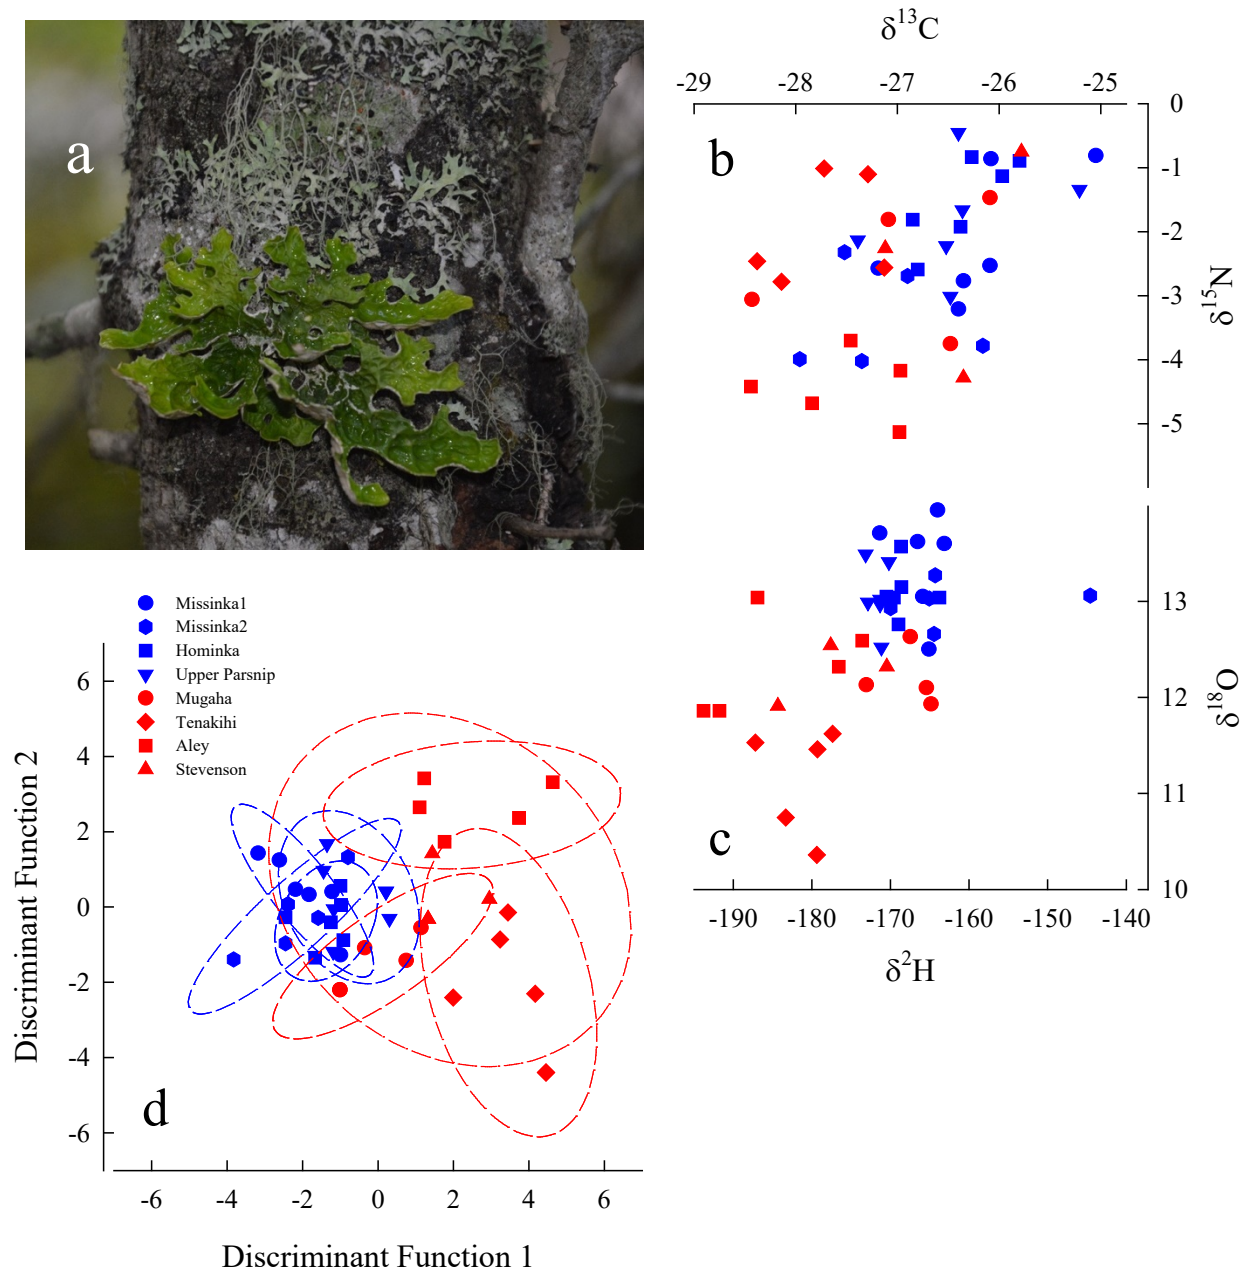 a
δ13C
-29 -28 -27 -26 -25
b
0
-1
-2
-3
-4
-5
δ15N
13
12
11
10
δ18O
c
-190 -180 -170 -160 -150 -140
δ2H
Missinka1
Missinka2
Hominka
Upper Parsnip
Mugaha
Tenakihi
Aley
Stevenson
6
4
2
0
-2
-4
-6
Discriminant Function 2
d
-6 -4 -2 0 2 4 6
Discriminant Function 1